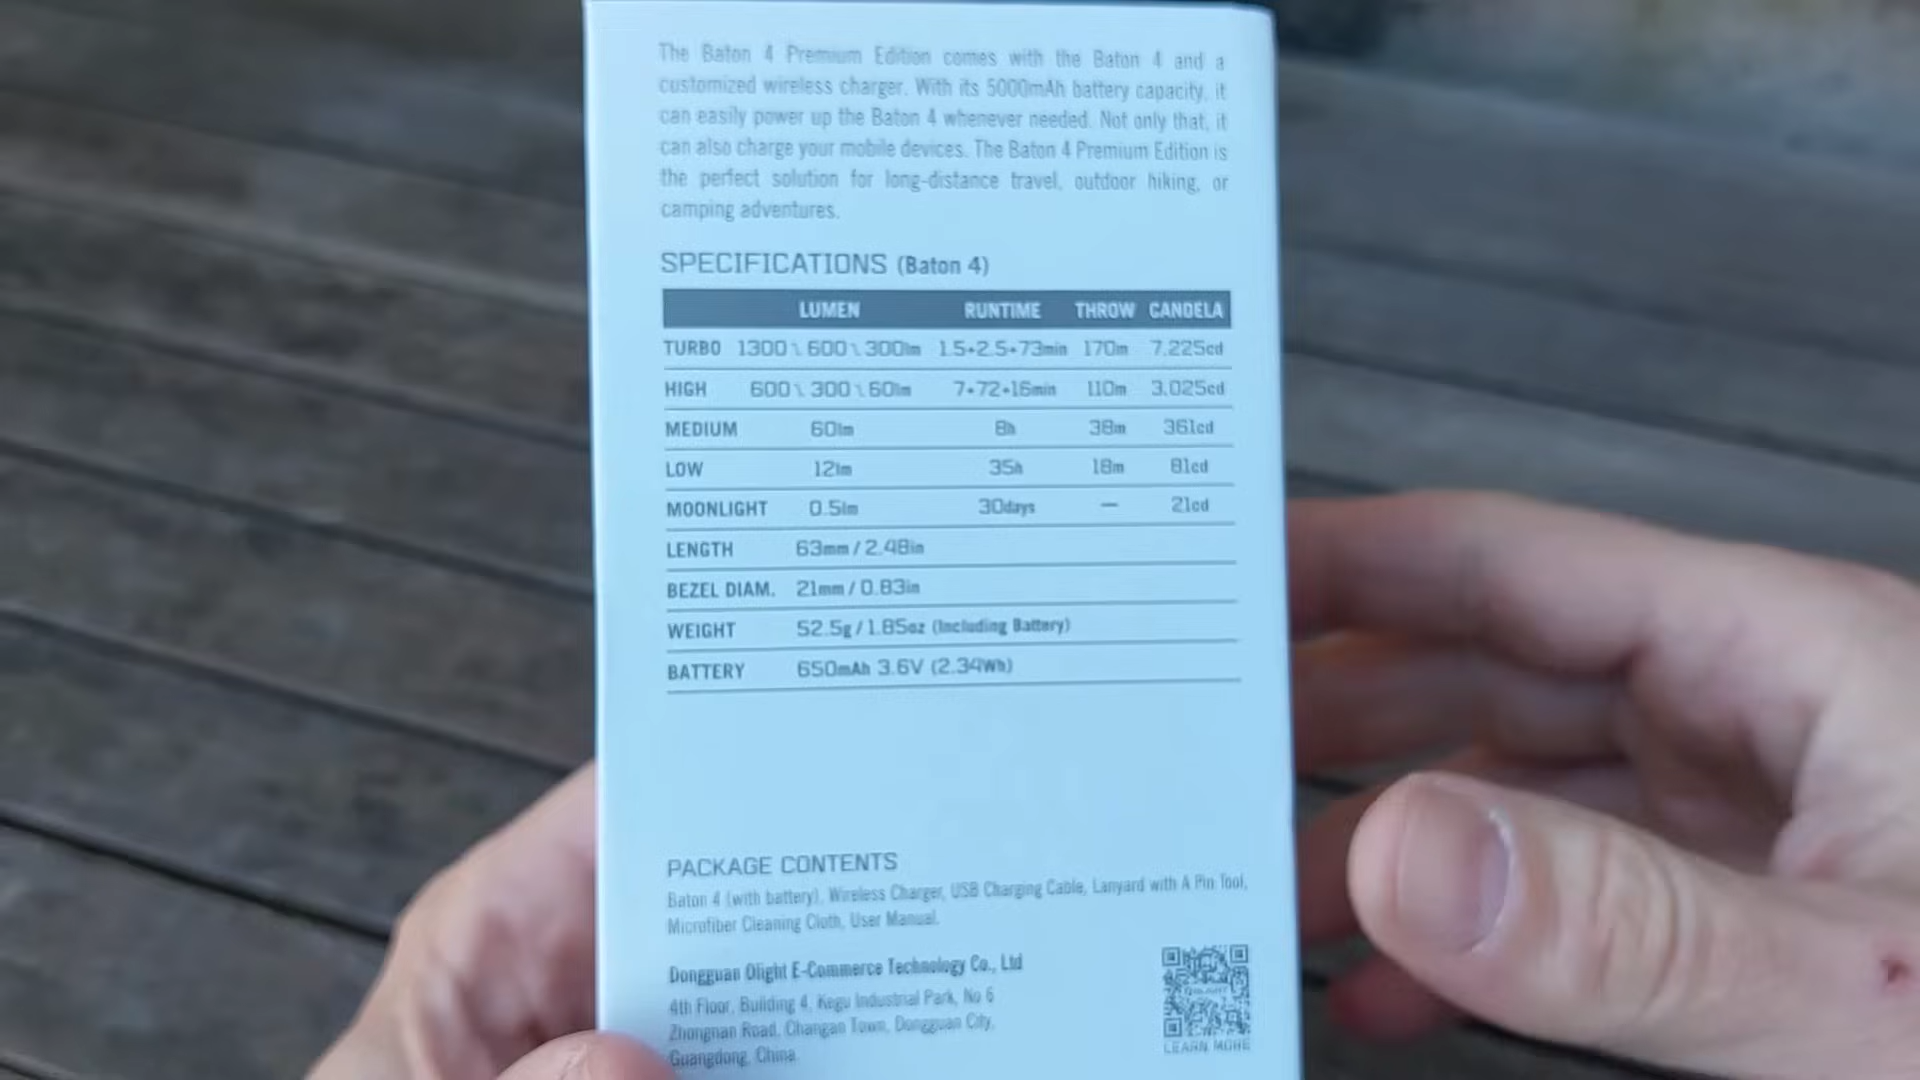 The Baton 4 Premium Edition comes with the Baton 4 and a
customized wireless charger. With its 5000mAh battery capacity, it
can easily power up the Baton 4 whenever needed. Not only that, it
can also charge your mobile devices. The Baton 4 Premium Edition is
the perfect solution for long-distance travel, outdoor hiking, or
camping adventures.
SPECIFICATIONS (Baton 4)
LUMEN RUNTIME THROW CANDELA
TURBO 1300 \ 600 \ 300lm 1.5+2.5+73min 170m 7,225cd
HIGH 600 \ 300 \ 60lm 7+72+16min 110m 3,025cd
MEDIUM 60lm 8h 38m 361cd
LOW 12lm 35h 18m 81cd
MOONLIGHT 0.5lm 30days — 21cd
LENGTH 63mm / 2.48in
BEZEL DIAM. 21mm / 0.83in
WEIGHT 52.5g / 1.85oz (Including Battery)
BATTERY 650mAh 3.6V (2.34Wh)
PACKAGE CONTENTS
Baton 4 (with battery), Wireless Charger, USB Charging Cable, Lanyard with A Pin Tool,
Microfiber Cleaning Cloth, User Manual.
Dongguan Olight E-Commerce Technology Co., Ltd
4th Floor, Building 4, Kegu Industrial Park, No 6
Zhongnan Road, Changan Town, Dongguan City,
Guangdong, China.
LEARN MORE